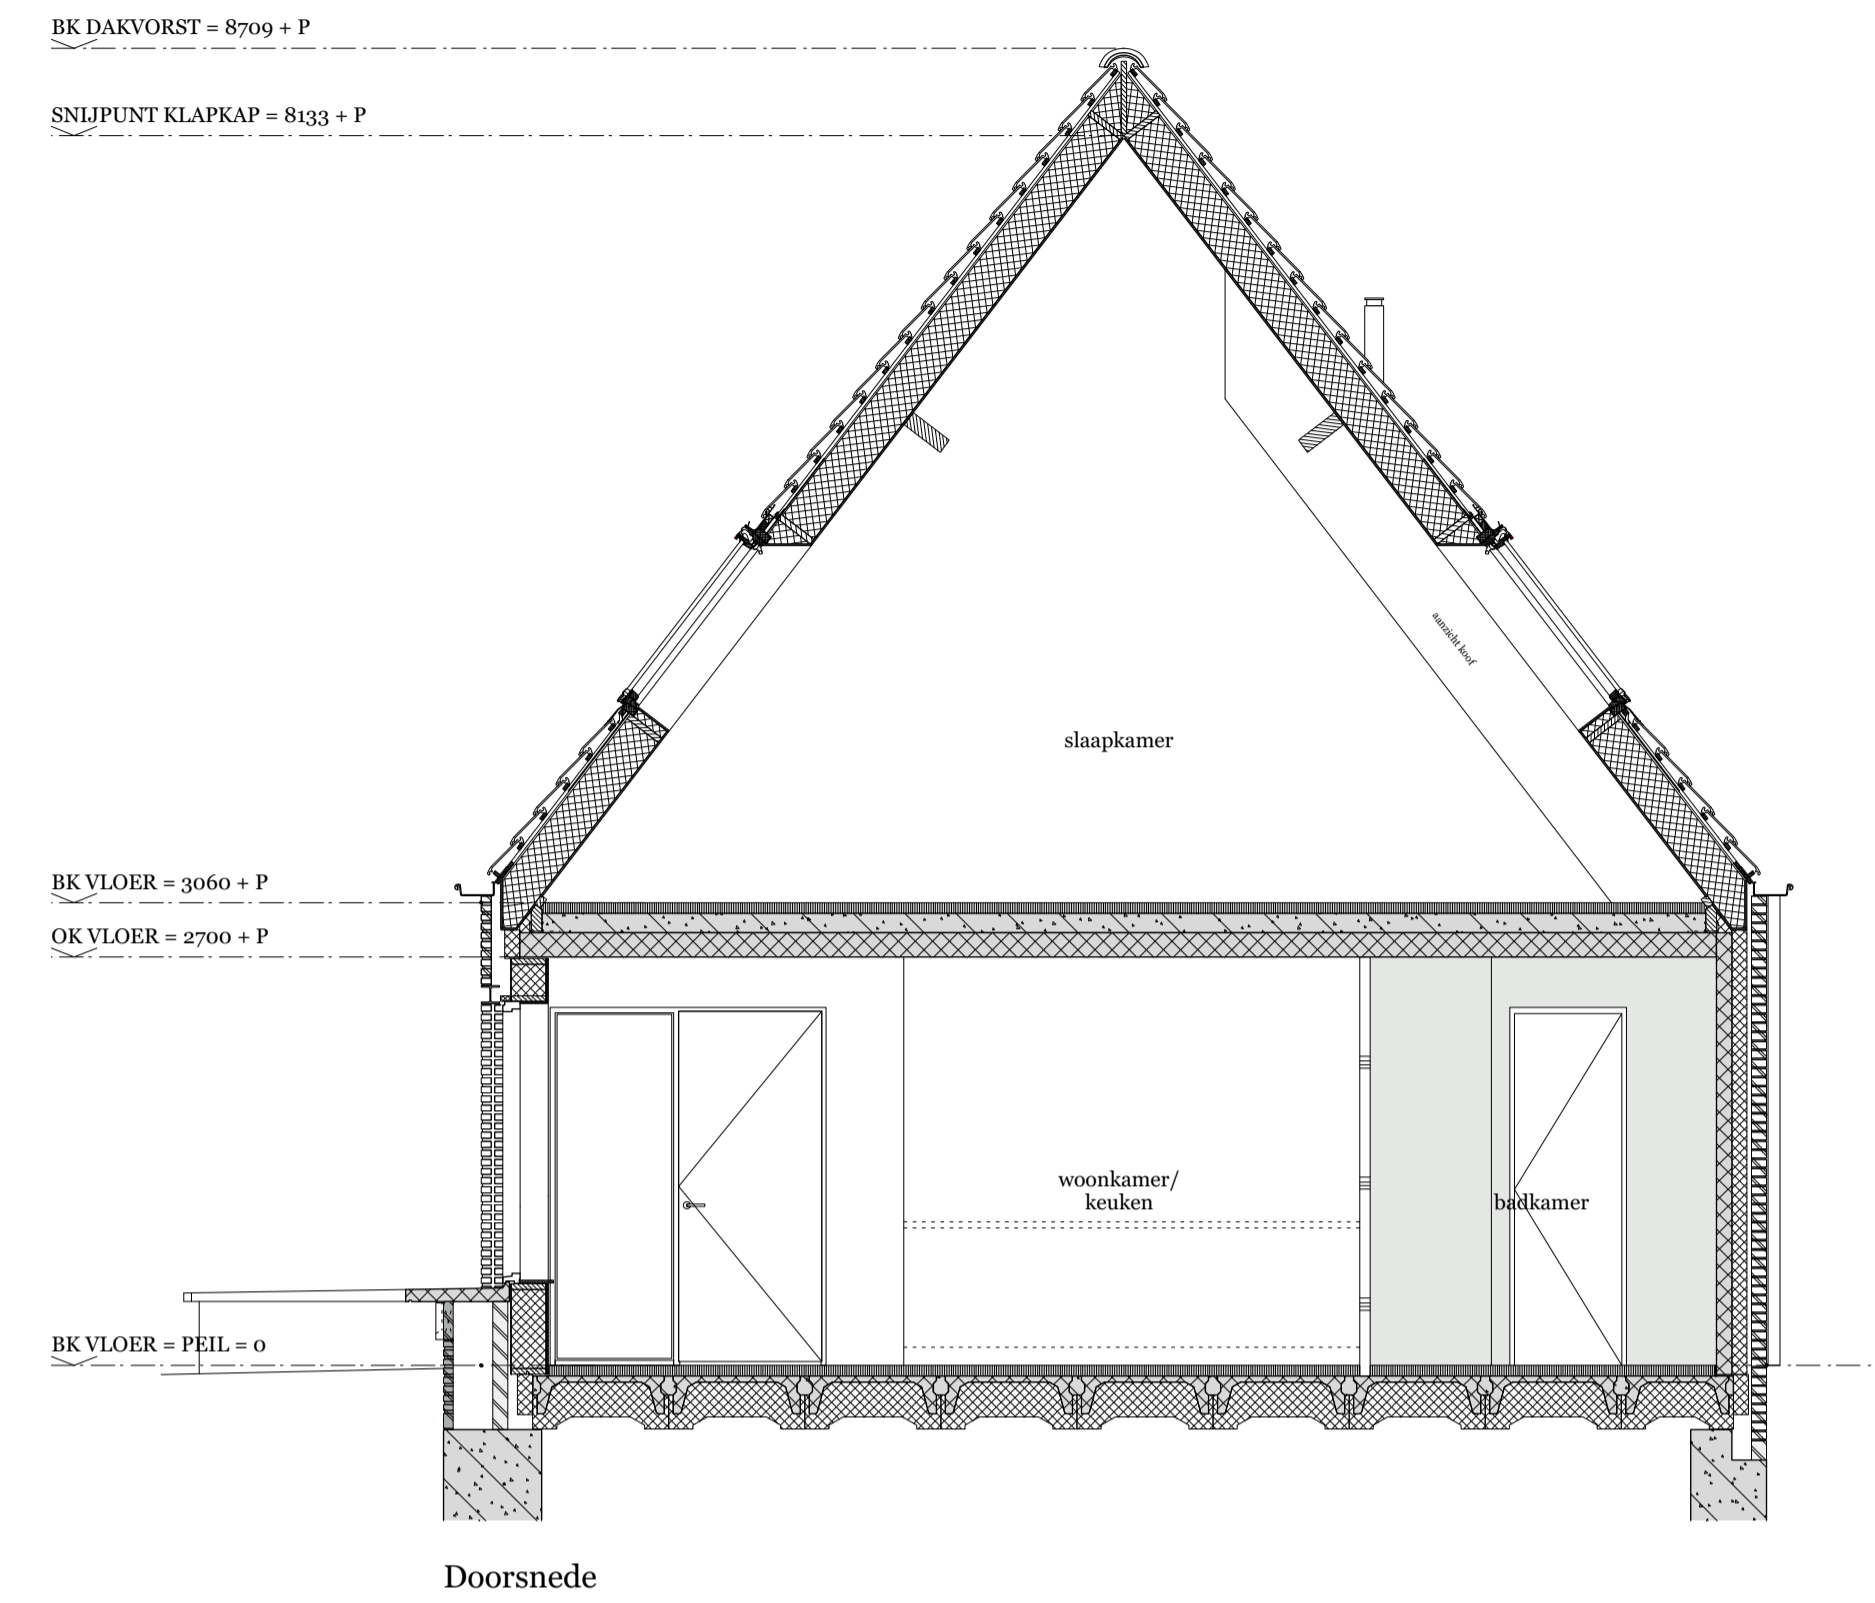 BK DAKVORST = 8709 + P
SNIJPUNT KLAPKAP = 8133 + P
aanzicht koof
slaapkamer
BK VLOER = 3060 + P
OK VLOER = 2700 + P
woonkamer/
keuken
badkamer
BK VLOER = PEIL = 0
Doorsnede